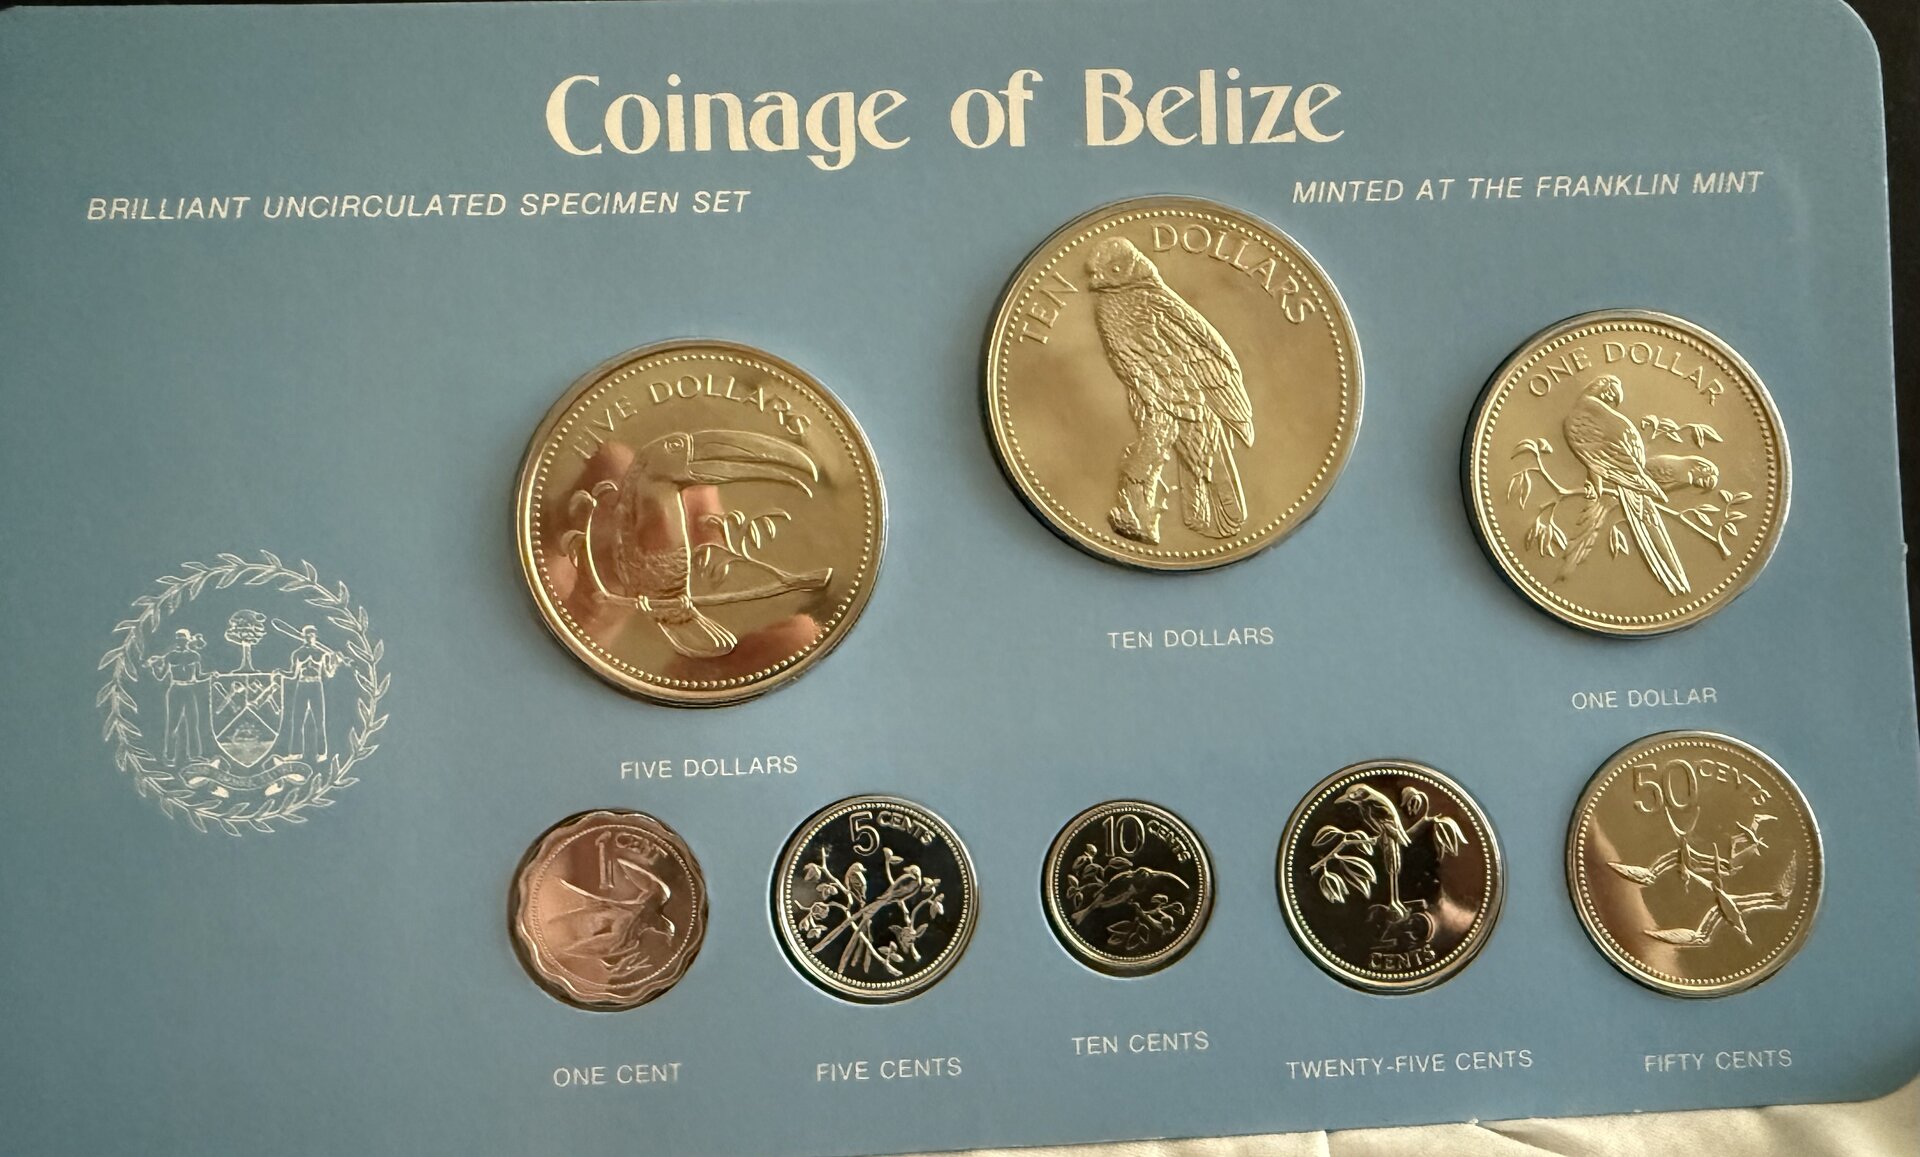 Coinage of Belize
BRILLIANT UNCIRCULATED SPECIMEN SET
MINTED AT THE FRANKLIN MINT
FIVE DOLLARS
TEN DOLLARS
ONE DOLLAR
FIVE DOLLARS
TEN DOLLARS
ONE DOLLAR
1 CENT
5 CENTS
10 CENTS
25
CENTS
50 CENTS
ONE CENT
FIVE CENTS
TEN CENTS
TWENTY-FIVE CENTS
FIFTY CENTS